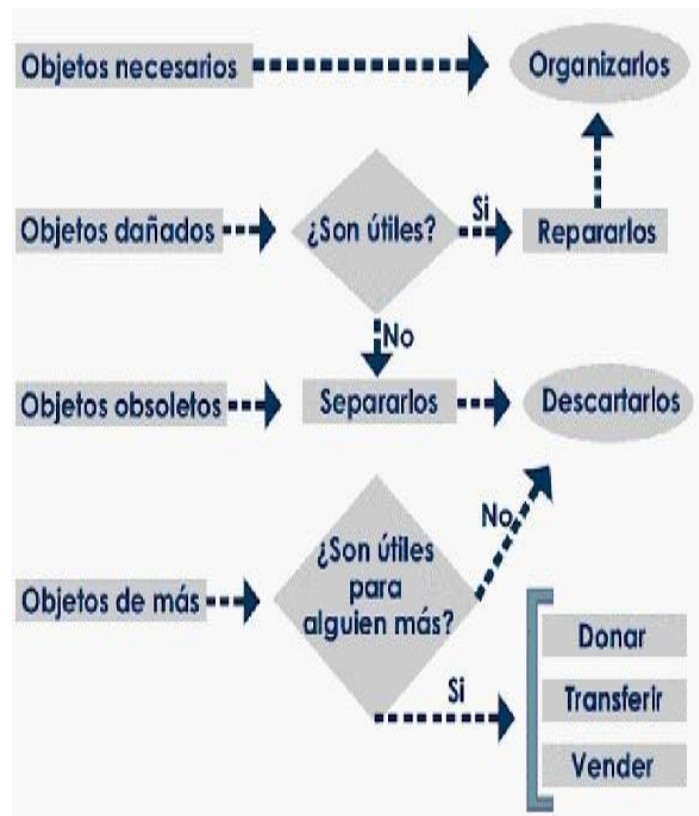 Objetos necesarios
Organizarlos
Objetos dañados
¿Son útiles?
Si
Repararlos
No
Objetos obsoletos
Separarlos
Descartarlos
Objetos de más
¿Son útiles
para
alguien más?
No
Si
Donar
Transferir
Vender